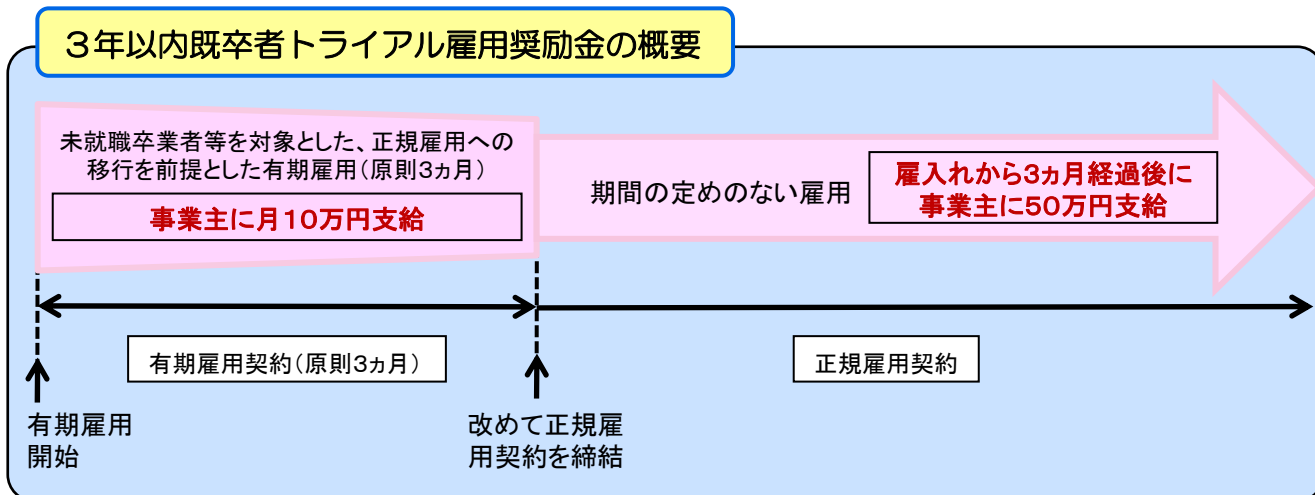 ３年以内既卒者トライアル雇用奨励金の概要
未就職卒業者等を対象とした、正規雇用への
移行を前提とした有期雇用(原則3ヵ月)
事業主に月10万円支給
期間の定めのない雇用
雇入れから3ヵ月経過後に
事業主に50万円支給
有期雇用契約(原則3ヵ月)
正規雇用契約
有期雇用
開始
改めて正規雇
用契約を締結